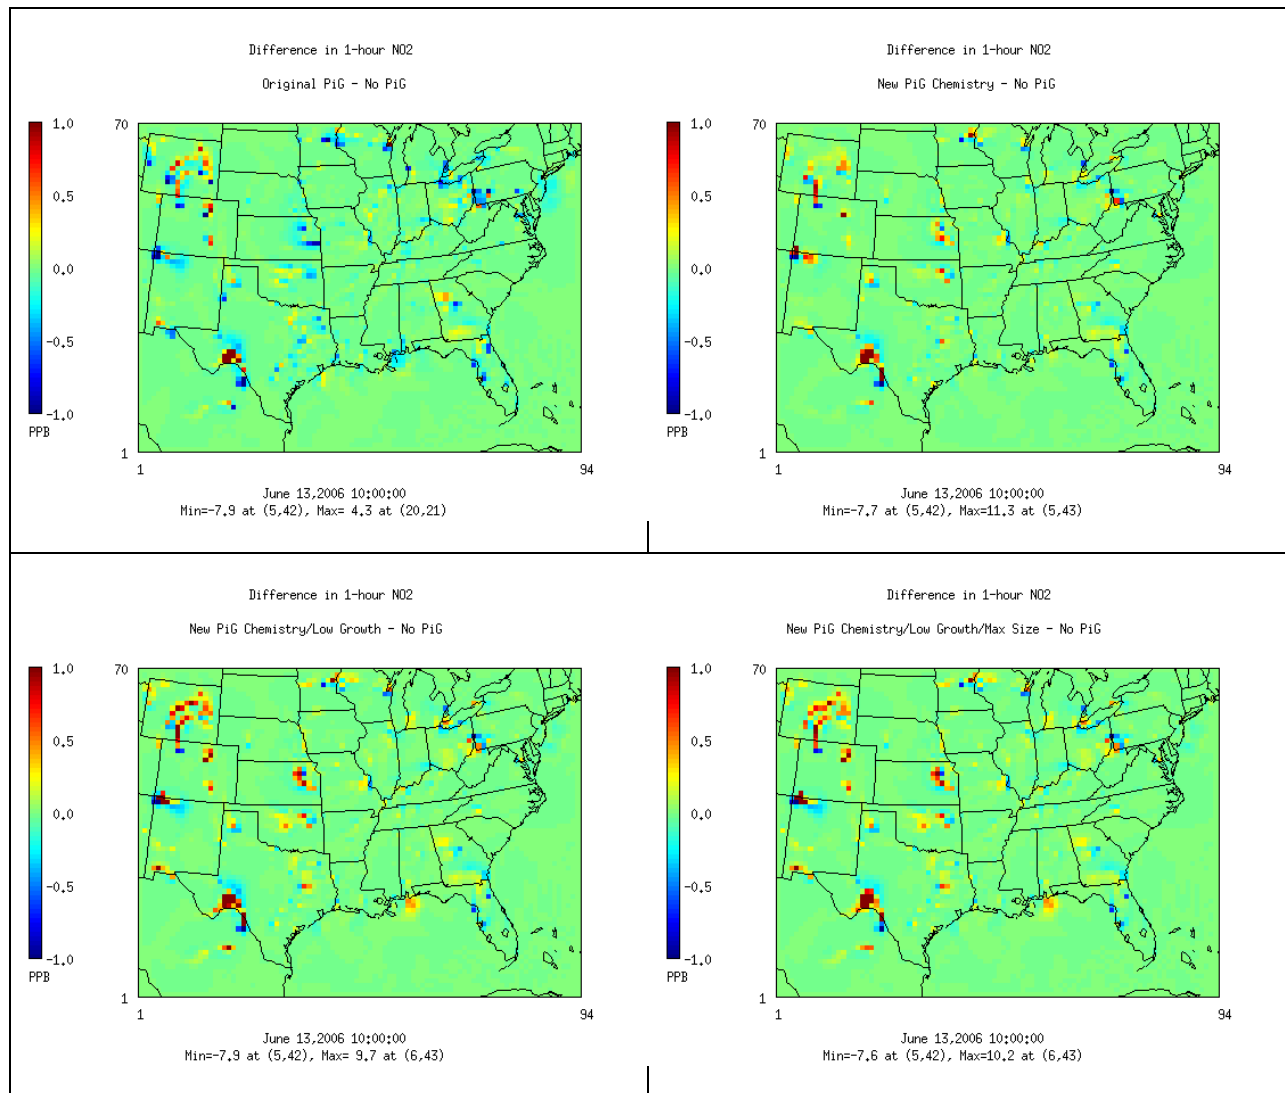 Difference in 1-hour NO2
Original PiG - No PiG
70
1.0
0.5
0.0
-0.5
-1.0
PPB
1
1
94
June 13,2006 10:00:00
Min=-7.9 at (5,42), Max= 4.3 at (20,21)
Difference in 1-hour NO2
New PiG Chemistry - No PiG
70
1.0
0.5
0.0
-0.5
-1.0
PPB
1
1
94
June 13,2006 10:00:00
Min=-7.7 at (5,42), Max=11.3 at (5,43)
Difference in 1-hour NO2
New PiG Chemistry/Low Growth - No PiG
70
1.0
0.5
0.0
-0.5
-1.0
PPB
1
1
94
June 13,2006 10:00:00
Min=-7.9 at (5,42), Max= 9.7 at (6,43)
Difference in 1-hour NO2
New PiG Chemistry/Low Growth/Max Size - No PiG
70
1.0
0.5
0.0
-0.5
-1.0
PPB
1
1
94
June 13,2006 10:00:00
Min=-7.6 at (5,42), Max=10.2 at (6,43)